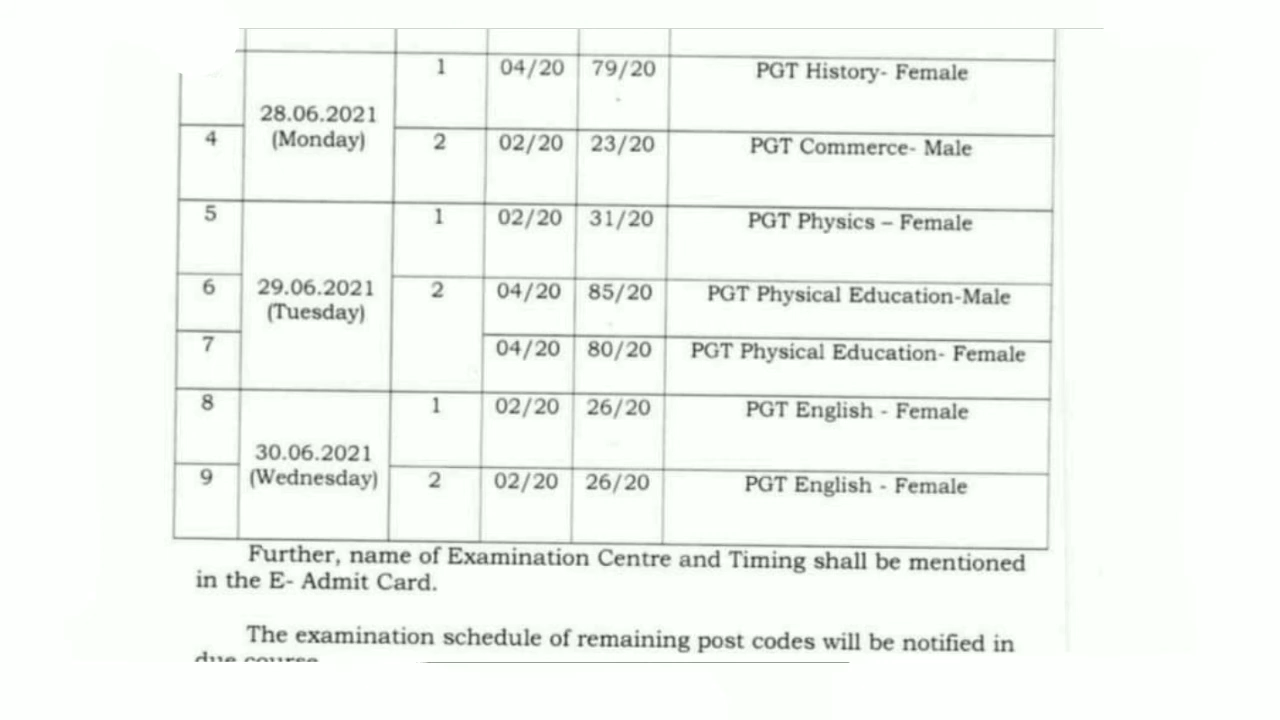 1 04/20 79/20 PGT History- Female
28.06.2021
(Monday)
4 2 02/20 23/20 PGT Commerce- Male
5 1 02/20 31/20 PGT Physics – Female
29.06.2021
(Tuesday)
6 2 04/20 85/20 PGT Physical Education-Male
7 04/20 80/20 PGT Physical Education- Female
8 1 02/20 26/20 PGT English - Female
30.06.2021
(Wednesday)
9 2 02/20 26/20 PGT English - Female
Further, name of Examination Centre and Timing shall be mentioned
in the E- Admit Card.
The examination schedule of remaining post codes will be notified in
due course